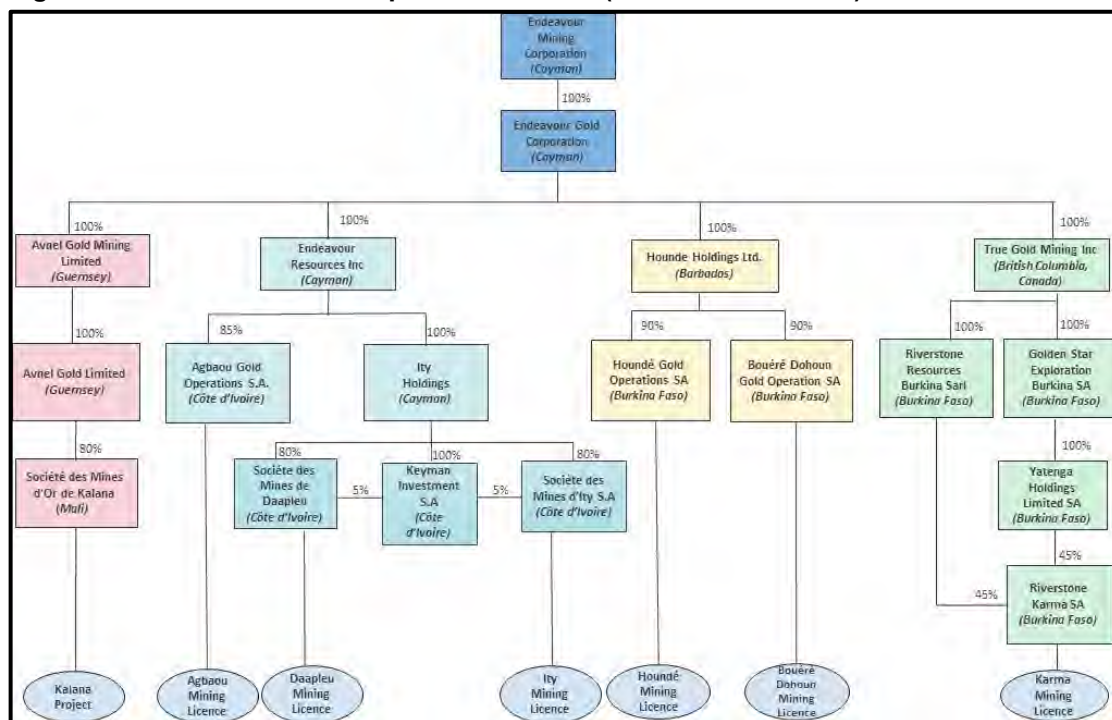 Endeavour
Mining
Corporation
(Cayman)
100%
Endeavour Gold
Corporation
(Cayman)
100%
100%
100%
100%
Avnel Gold Mining
Limited
(Guernsey)
Endeavour
Resources Inc
(Cayman)
Hounde Holdings Ltd.
(Barbados)
True Gold Mining Inc
(British Columbia,
Canada)
100%
85%
100%
90%
90%
100%
100%
Avnel Gold Limited
(Guernsey)
Agbaou Gold
Operations S.A.
(Côte d'Ivoire)
Ity
Holdings
(Cayman)
Houndé Gold
Operations SA
(Burkina Faso)
Bouéré Dohoun
Gold Operation SA
(Burkina Faso)
Riverstone
Resources
Burkina Sarl
(Burkina Faso)
Golden Star
Exploration
Burkina SA
(Burkina Faso)
80%
80%
100%
80%
100%
Société des Mines
d'Or de Kalana
(Mali)
Sociéte des
Mines de
Daapleu
(Côte d'Ivoire)
5%
Keyman
Investment
S.A
(Côte
d'Ivoire)
5%
Sociéte des
Mines d'Ity S.A
(Côte d'Ivoire)
Yatenga
Holdings
Limited SA
(Burkina Faso)
45%
45%
Riverstone
Karma SA
(Burkina Faso)
Kalana
Project
Agbaou
Mining
Licence
Daapleu
Mining
Licence
Ity
Mining
Licence
Houndé
Mining
Licence
Bouéré
Dohoun
Mining
Licence
Karma
Mining
Licence